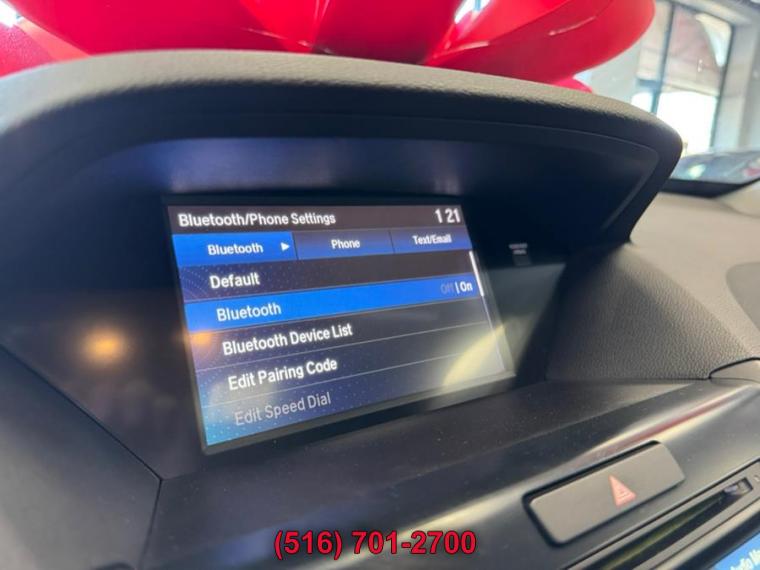 Bluetooth/Phone Settings 1 21
Bluetooth ▶ Phone Text/Email
Default
Bluetooth Off | On
Bluetooth Device List
Edit Pairing Code
Edit Speed Dial
(516) 701-2700